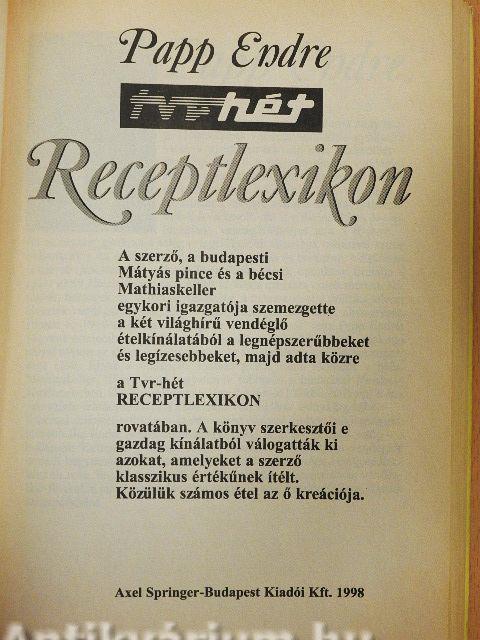 Papp Endre
tvr-hét
Receptlexikon
A szerző, a budapesti
Mátyás pince és a bécsi
Mathiaskeller
egykori igazgatója szemezgette
a két világhírű vendéglő
ételkínálatából a legnépszerűbbeket
és legízesebbeket, majd adta közre
a Tvr-hét
RECEPTLEXIKON
rovatában. A könyv szerkesztői e
gazdag kínálatból válogatták ki
azokat, amelyeket a szerző
klasszikus értékűnek ítélt.
Közülük számos étel az ő kreációja.
Axel Springer-Budapest Kiadói Kft. 1998
Antikvárium.hu